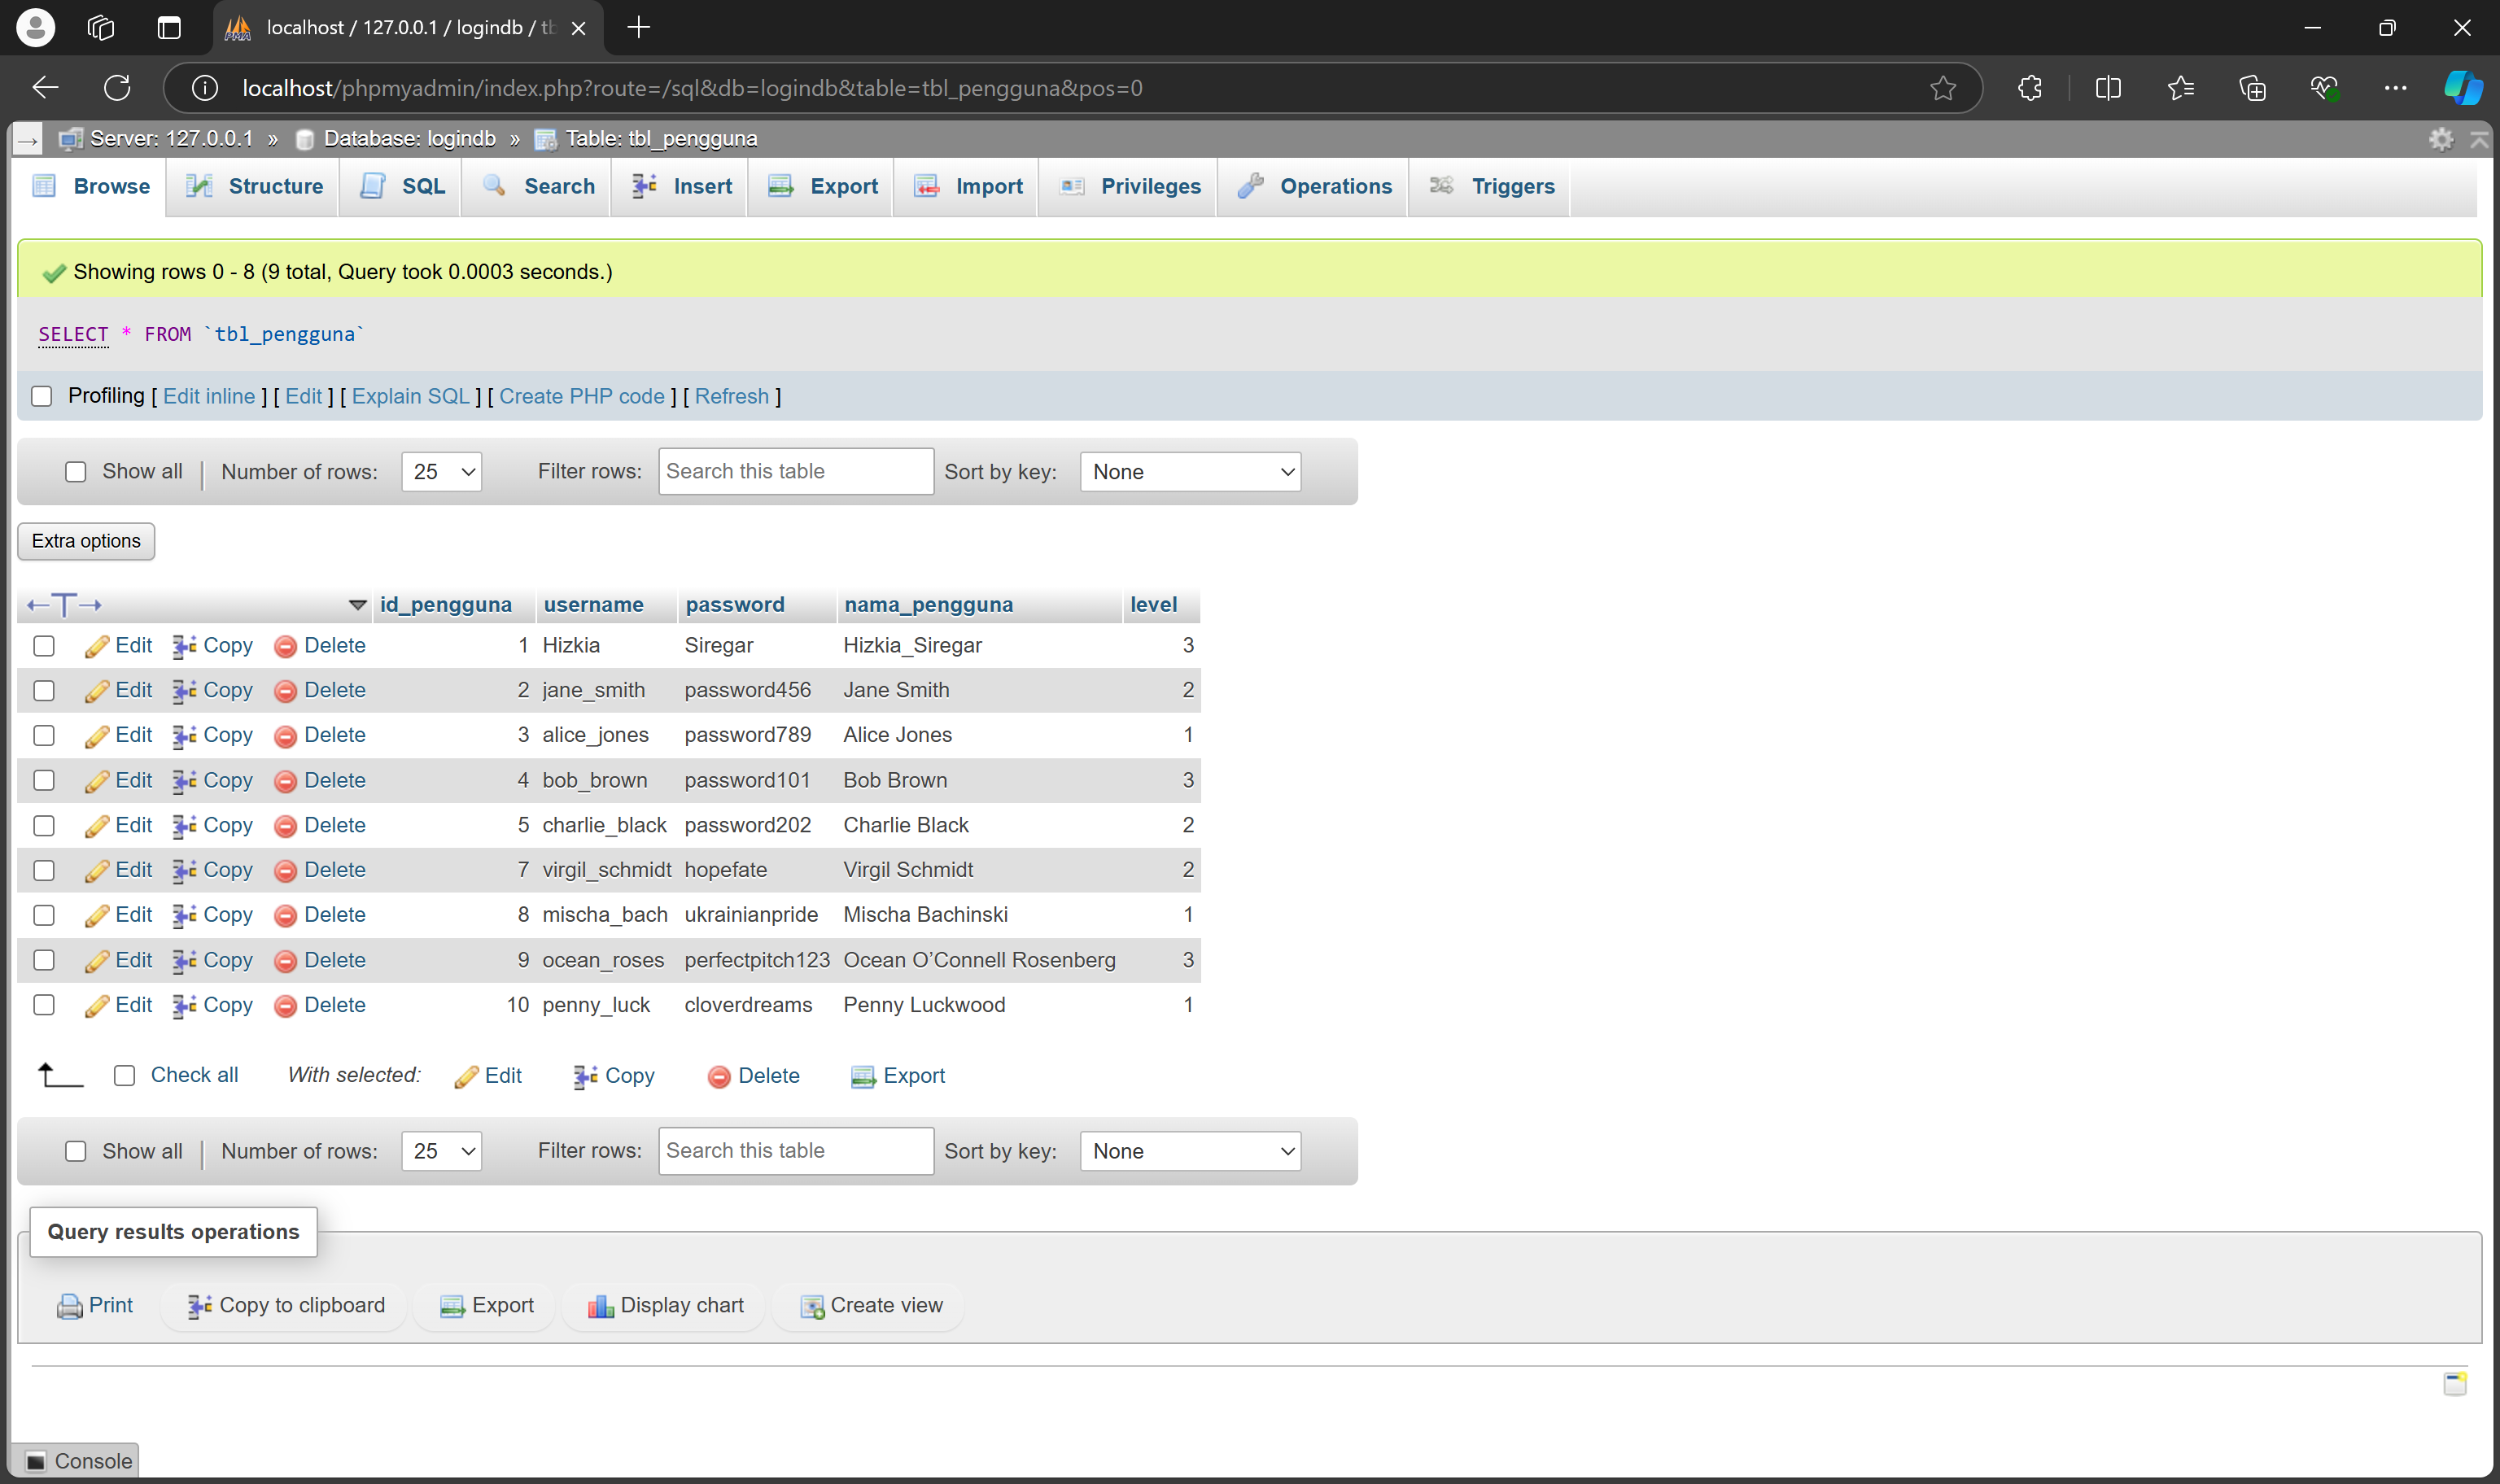 localhost / 127.0.0.1 / logindb / tb
localhost/phpmyadmin/index.php?route=/sql&db=logindb&table=tbl_pengguna&pos=0
Server: 127.0.0.1 » Database: logindb » Table: tbl_pengguna
Browse Structure SQL Search Insert Export Import Privileges Operations Triggers
Showing rows 0 - 8 (9 total, Query took 0.0003 seconds.)
SELECT * FROM `tbl_pengguna`
Profiling [ Edit inline ] [ Edit ] [ Explain SQL ] [ Create PHP code ] [ Refresh ]
Show all | Number of rows: 25 Filter rows: Search this table Sort by key: None
Extra options
←T→ id_pengguna username password nama_pengguna level
Edit Copy Delete 1 Hizkia Siregar Hizkia_Siregar 3
Edit Copy Delete 2 jane_smith password456 Jane Smith 2
Edit Copy Delete 3 alice_jones password789 Alice Jones 1
Edit Copy Delete 4 bob_brown password101 Bob Brown 3
Edit Copy Delete 5 charlie_black password202 Charlie Black 2
Edit Copy Delete 7 virgil_schmidt hopefate Virgil Schmidt 2
Edit Copy Delete 8 mischa_bach ukrainianpride Mischa Bachinski 1
Edit Copy Delete 9 ocean_roses perfectpitch123 Ocean O’Connell Rosenberg 3
Edit Copy Delete 10 penny_luck cloverdreams Penny Luckwood 1
Check all With selected: Edit Copy Delete Export
Show all | Number of rows: 25 Filter rows: Search this table Sort by key: None
Query results operations
Print Copy to clipboard Export Display chart Create view
Console